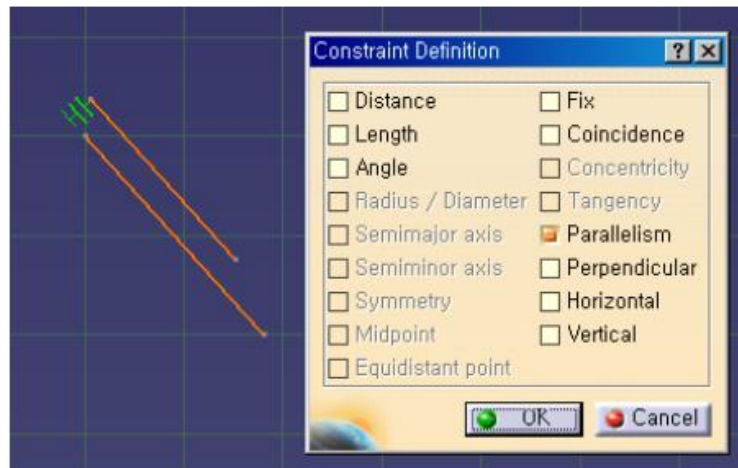 Constraint Definition
Distance
Length
Angle
Radius / Diameter
Semimajor axis
Semiminor axis
Symmetry
Midpoint
Equidistant point
Fix
Coincidence
Concentricity
Tangency
Parallelism
Perpendicular
Horizontal
Vertical
OK
Cancel